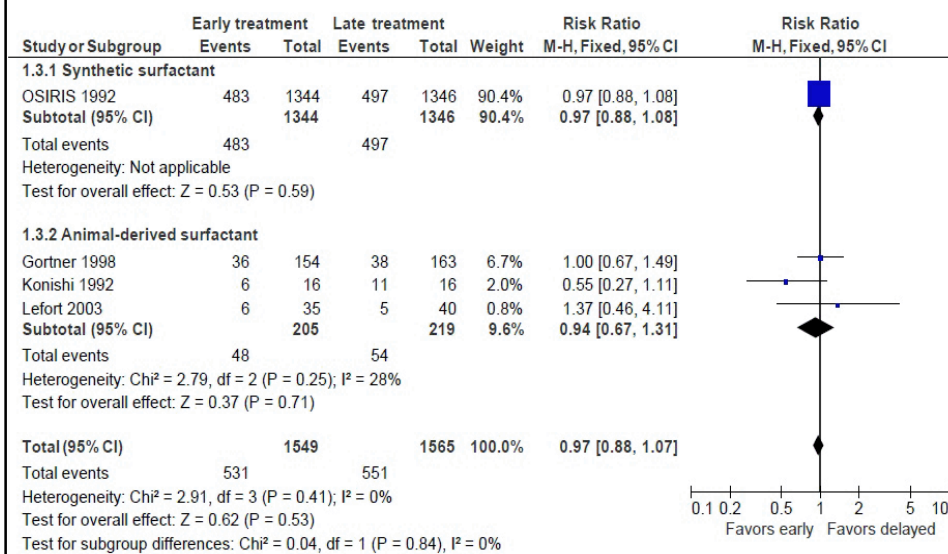 Early treatment Late treatment Risk Ratio Risk Ratio
Study or Subgroup Events Total Events Total Weight M-H, Fixed, 95% CI M-H, Fixed, 95% CI
1.3.1 Synthetic surfactant
OSIRIS 1992 483 1344 497 1346 90.4% 0.97 [0.88, 1.08]
Subtotal (95% CI) 1344 1346 90.4% 0.97 [0.88, 1.08]
Total events 483 497
Heterogeneity: Not applicable
Test for overall effect: Z = 0.53 (P = 0.59)
1.3.2 Animal-derived surfactant
Gortner 1998 36 154 38 163 6.7% 1.00 [0.67, 1.49]
Konishi 1992 6 16 11 16 2.0% 0.55 [0.27, 1.11]
Lefort 2003 6 35 5 40 0.8% 1.37 [0.46, 4.11]
Subtotal (95% CI) 205 219 9.6% 0.94 [0.67, 1.31]
Total events 48 54
Heterogeneity: Chi² = 2.79, df = 2 (P = 0.25); I² = 28%
Test for overall effect: Z = 0.37 (P = 0.71)
Total (95% CI) 1549 1565 100.0% 0.97 [0.88, 1.07]
Total events 531 551
Heterogeneity: Chi² = 2.91, df = 3 (P = 0.41); I² = 0%
Test for overall effect: Z = 0.62 (P = 0.53)
Test for subgroup differences: Chi² = 0.04, df = 1 (P = 0.84), I² = 0%
0.1 0.2 0.5 1 2 5 10
Favors early Favors delayed